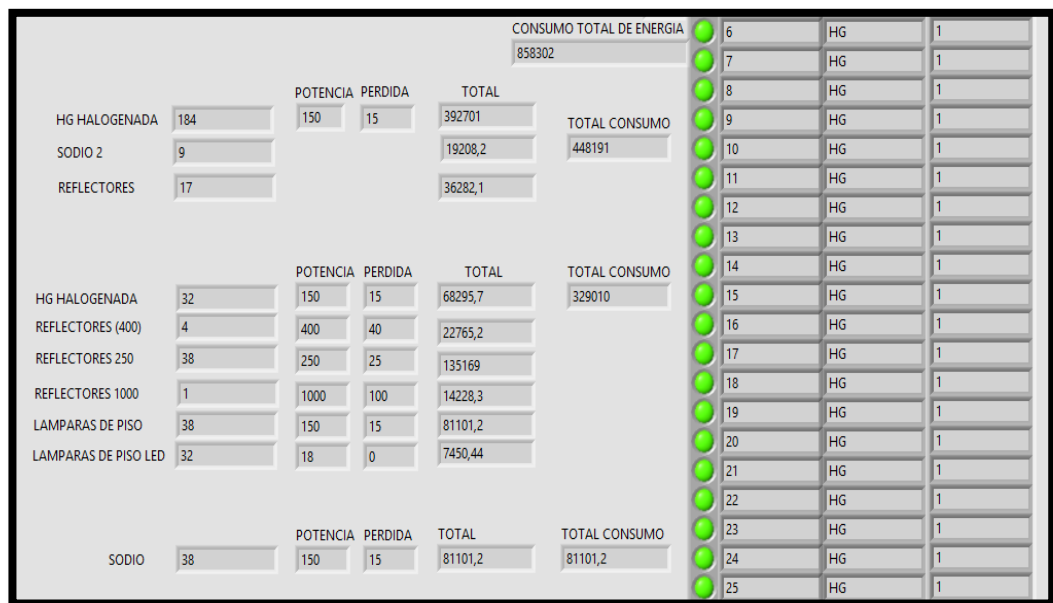 CONSUMO TOTAL DE ENERGIA
858302
POTENCIA PERDIDA TOTAL
HG HALOGENADA 184 150 15 392701 TOTAL CONSUMO
SODIO 2 9 19208,2 448191
REFLECTORES 17 36282,1
POTENCIA PERDIDA TOTAL TOTAL CONSUMO
HG HALOGENADA 32 150 15 68295,7 329010
REFLECTORES (400) 4 400 40 22765,2
REFLECTORES 250 38 250 25 135169
REFLECTORES 1000 1 1000 100 14228,3
LAMPARAS DE PISO 38 150 15 81101,2
LAMPARAS DE PISO LED 32 18 0 7450,44
POTENCIA PERDIDA TOTAL TOTAL CONSUMO
SODIO 38 150 15 81101,2 81101,2
6 HG 1
7 HG 1
8 HG 1
9 HG 1
10 HG 1
11 HG 1
12 HG 1
13 HG 1
14 HG 1
15 HG 1
16 HG 1
17 HG 1
18 HG 1
19 HG 1
20 HG 1
21 HG 1
22 HG 1
23 HG 1
24 HG 1
25 HG 1